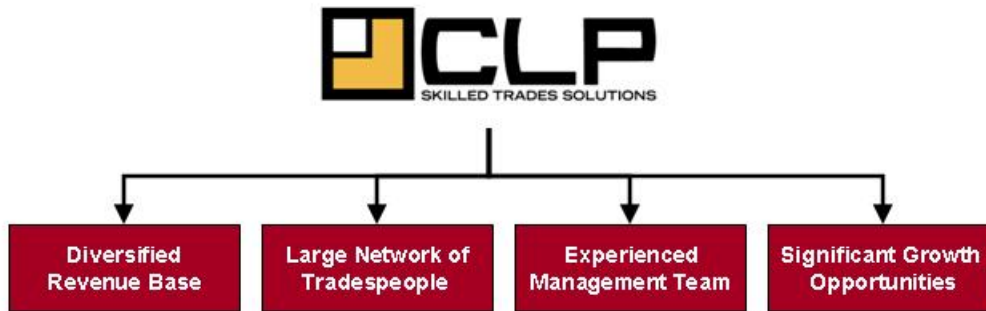 CLP
SKILLED TRADES SOLUTIONS
Diversified
Revenue Base
Large Network of
Tradespeople
Experienced
Management Team
Significant Growth
Opportunities